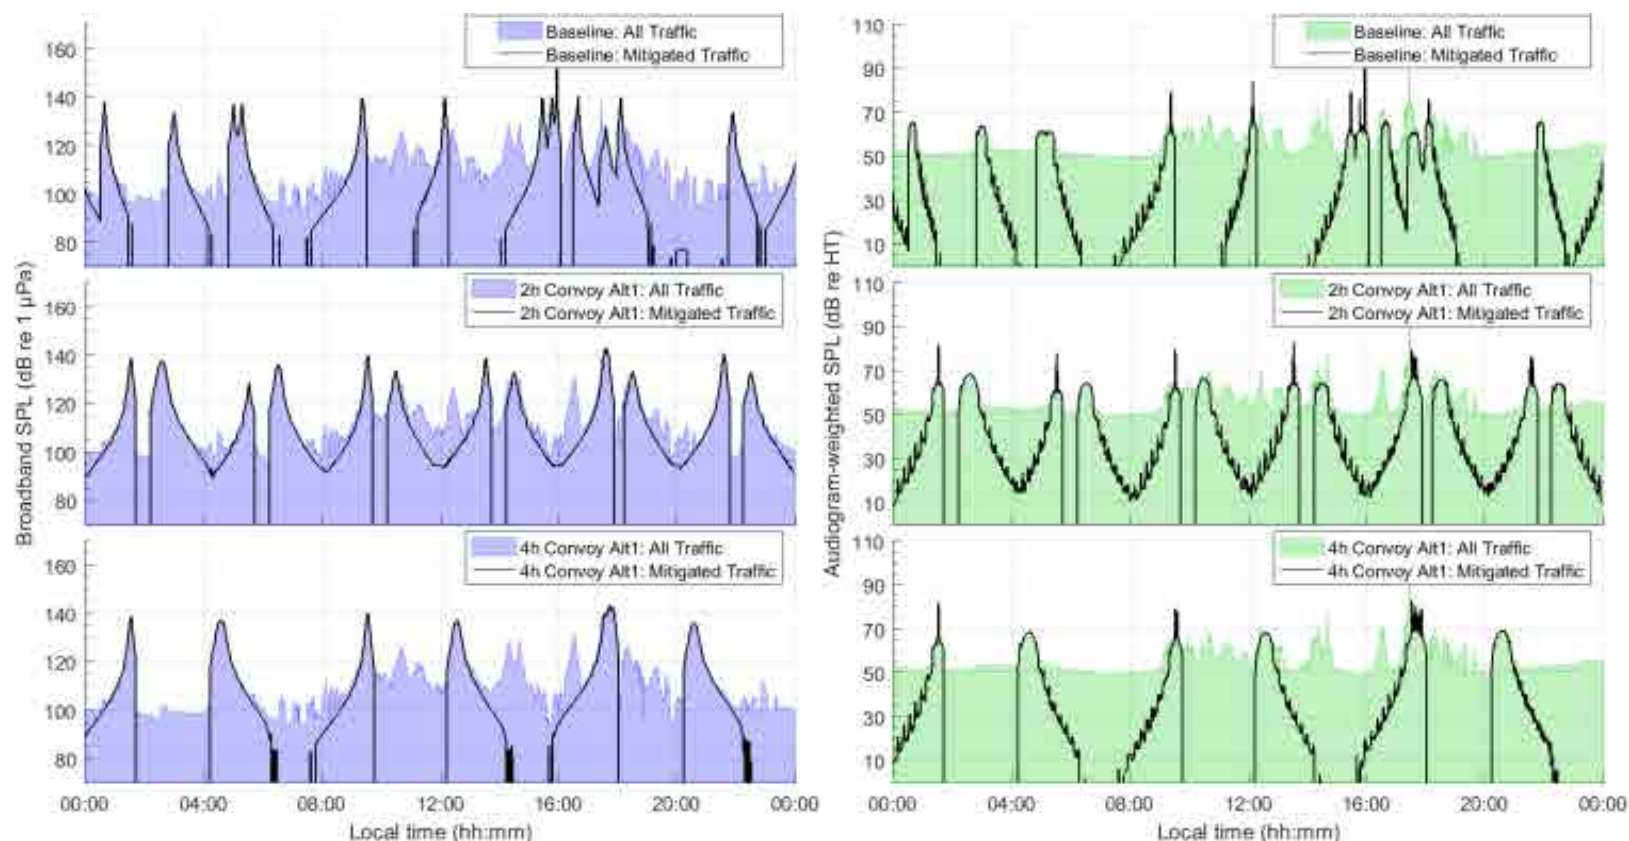 Baseline: All Traffic
Baseline: Mitigated Traffic
160
140
120
100
80
2h Convoy Alt1: All Traffic
2h Convoy Alt1: Mitigated Traffic
160
140
120
100
80
4h Convoy Alt1: All Traffic
4h Convoy Alt1: Mitigated Traffic
160
140
120
100
80
Broadband SPL (dB re 1 µPa)
00:00 04:00 08:00 12:00 16:00 20:00 00:00
Local time (hh:mm)
Baseline: All Traffic
Baseline: Mitigated Traffic
110
90
70
50
30
10
2h Convoy Alt1: All Traffic
2h Convoy Alt1: Mitigated Traffic
110
90
70
50
30
10
4h Convoy Alt1: All Traffic
4h Convoy Alt1: Mitigated Traffic
110
90
70
50
30
10
Audiogram-weighted SPL (dB re HT)
00:00 04:00 08:00 12:00 16:00 20:00 00:00
Local time (hh:mm)